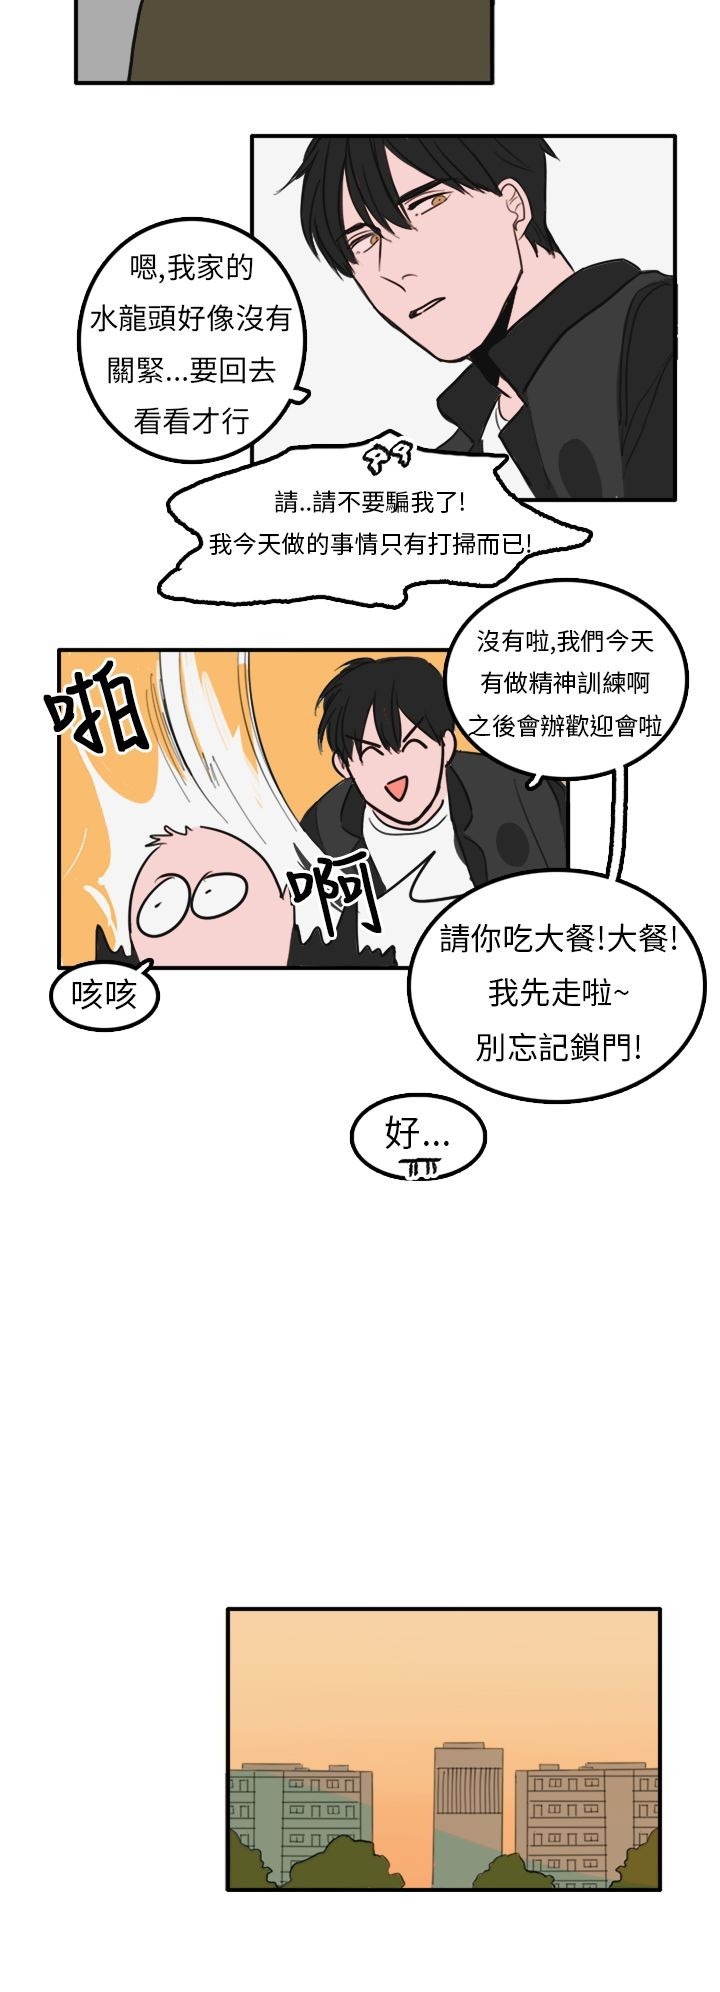 嗯,我家的
水龍頭好像沒有
關緊...要回去
看看才行
請..請不要騙我了!
我今天做的事情只有打掃而已!
沒有啦,我們今天
有做精神訓練啊
之後會辦歡迎會啦
啪
啊
咳咳
請你吃大餐!大餐!
我先走啦~
別忘記鎖門!
好...